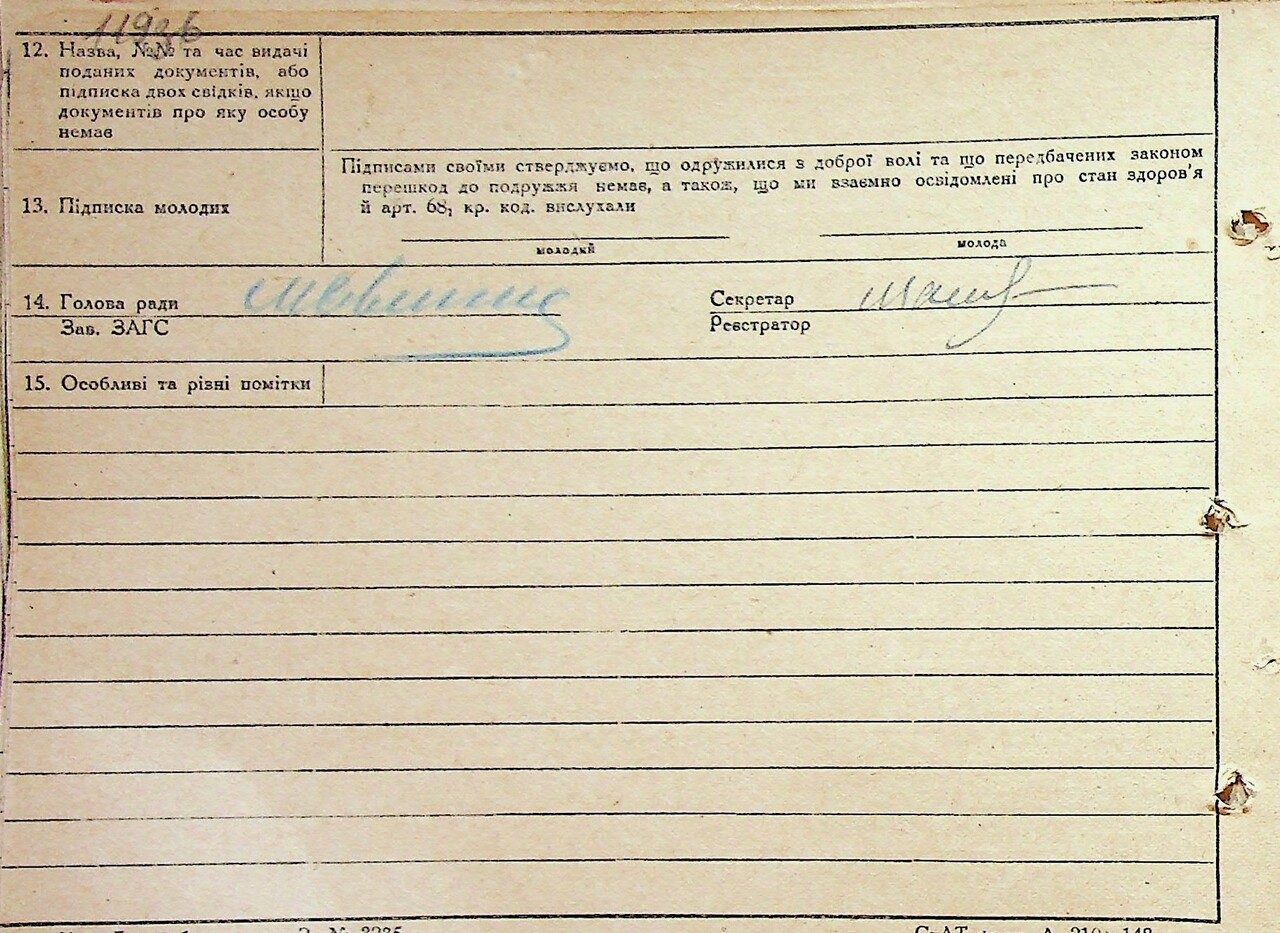 12. Назва, №№ та час видачі
поданих документів, або
підписка двох свідків, якщо
документів про яку особу
немає
13. Підписка молодих
Підписами своїми стверджуємо, що одружилися з доброї волі та що передбачених законом
перешкод до подружжя немає, а також, що ми взаємно освідомлені про стан здоров'я
й арт. 68, кр. код. вислухали
молодий молода
14. Голова ради Секретар
Зав. ЗАГС Реєстратор
15. Особливі та різні помітки